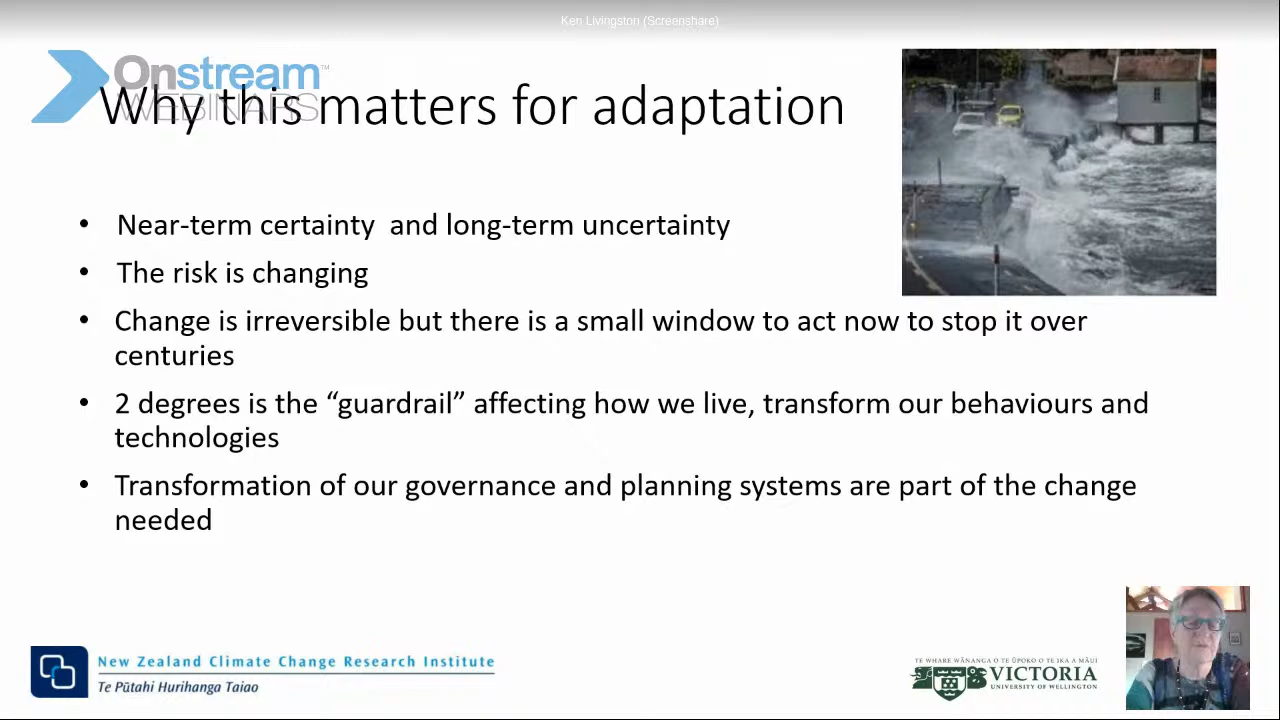 Ken Livingston (Screenshare)
Onstream™
WEBINARS
Why this matters for adaptation
• Near-term certainty and long-term uncertainty
• The risk is changing
• Change is irreversible but there is a small window to act now to stop it over
centuries
• 2 degrees is the “guardrail” affecting how we live, transform our behaviours and
technologies
• Transformation of our governance and planning systems are part of the change
needed
New Zealand Climate Change Research Institute
Te Pūtahi Hurihanga Taiao
TE WHARE WĀNANGA O TE ŪPOKO O TE IKA A MĀUI
VICTORIA
UNIVERSITY OF WELLINGTON